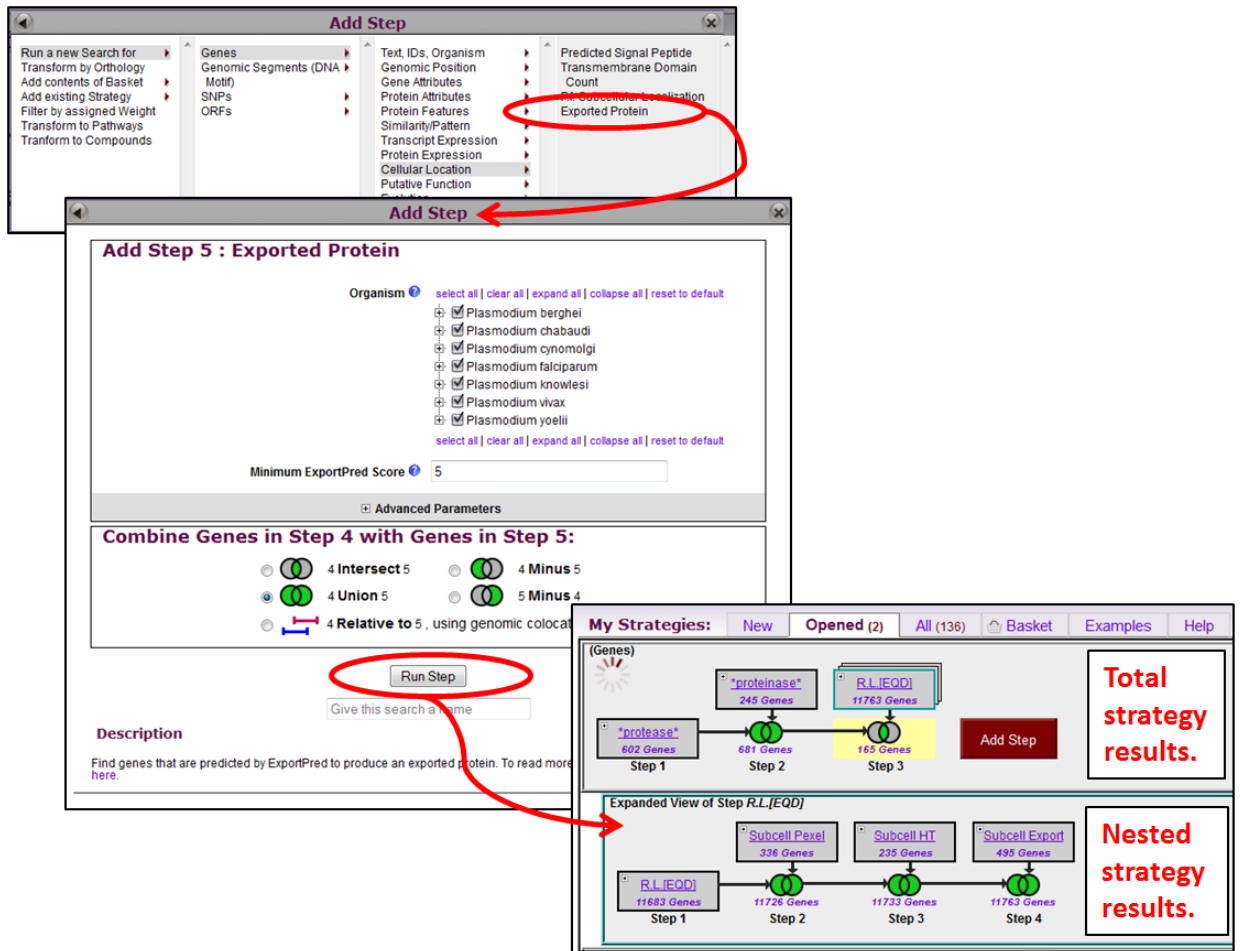 Add Step
Run a new Search for
Transform by Orthology
Add contents of Basket
Add existing Strategy
Filter by assigned Weight
Transform to Pathways
Tranform to Compounds
Genes
Genomic Segments (DNA
Motif)
SNPs
ORFs
Text, IDs, Organism
Genomic Position
Gene Attributes
Protein Attributes
Protein Features
Similarity/Pattern
Transcript Expression
Protein Expression
Cellular Location
Putative Function
Predicted Signal Peptide
Transmembrane Domain
Count
Subcellular Localization
Exported Protein
Add Step
Add Step 5 : Exported Protein
Organism
select all | clear all | expand all | collapse all | reset to default
Plasmodium berghei
Plasmodium chabaudi
Plasmodium cynomolgi
Plasmodium falciparum
Plasmodium knowlesi
Plasmodium vivax
Plasmodium yoelii
select all | clear all | expand all | collapse all | reset to default
Minimum ExportPred Score 5
Advanced Parameters
Combine Genes in Step 4 with Genes in Step 5:
4 Intersect 5 4 Minus 5
4 Union 5 5 Minus 4
4 Relative to 5 , using genomic colocat
Run Step
Give this search a name
Description
Find genes that are predicted by ExportPred to produce an exported protein. To read more
here.
My Strategies: New Opened (2) All (136) Basket Examples Help
(Genes)
*proteinase*
245 Genes
R.L.[EQD]
11763 Genes
*protease*
602 Genes
681 Genes
165 Genes
Step 1
Step 2
Step 3
Add Step
Total
strategy
results.
Expanded View of Step R.L.[EQD]
Subcell Pexel
336 Genes
Subcell HT
235 Genes
Subcell Export
495 Genes
R.L.[EQD]
11683 Genes
11726 Genes
11733 Genes
11763 Genes
Step 1
Step 2
Step 3
Step 4
Nested
strategy
results.